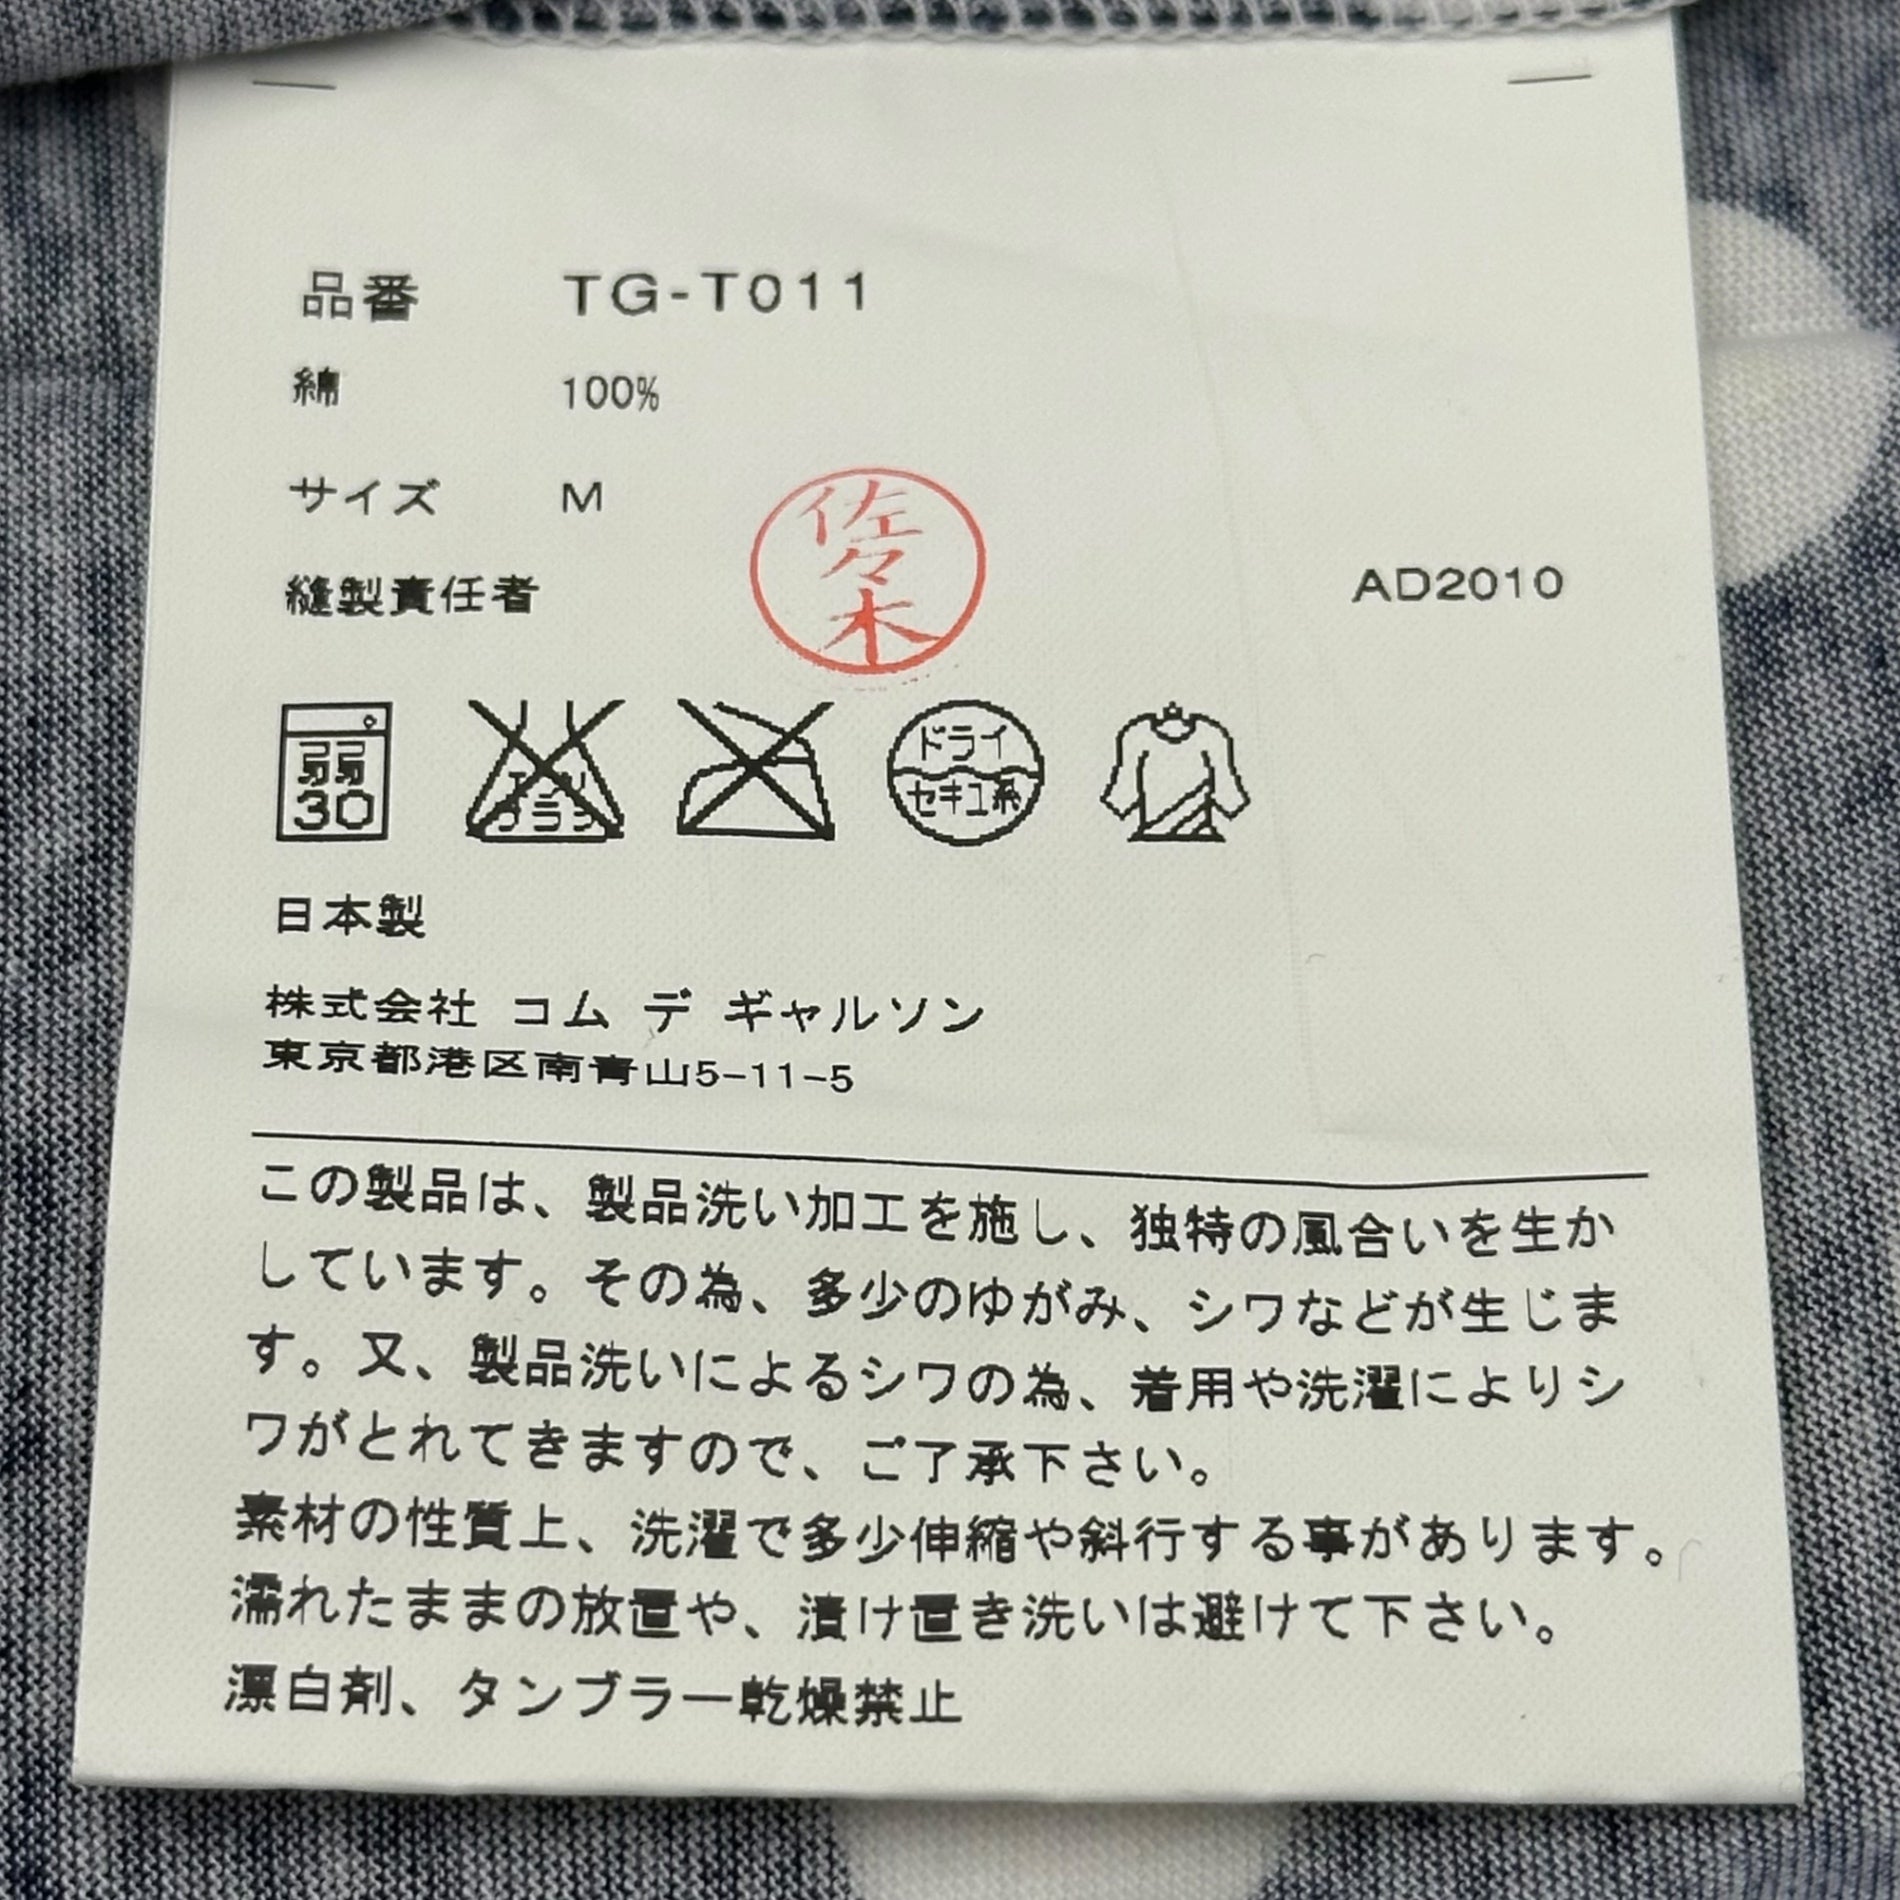 品番 TG-T011
綿 100%
サイズ M
佐々木
縫製責任者
AD2010
弱
30
エンソ
サラシ
ドライ
セキユ系
日本製
株式会社 コム デ ギャルソン
東京都港区南青山5-11-5
この製品は、製品洗い加工を施し、独特の風合いを生か
しています。その為、多少のゆがみ、シワなどが生じま
す。又、製品洗いによるシワの為、着用や洗濯によりシ
ワがとれてきますので、ご了承下さい。
素材の性質上、洗濯で多少伸縮や斜行する事があります。
濡れたままの放置や、漬け置き洗いは避けて下さい。
漂白剤、タンブラー乾燥禁止